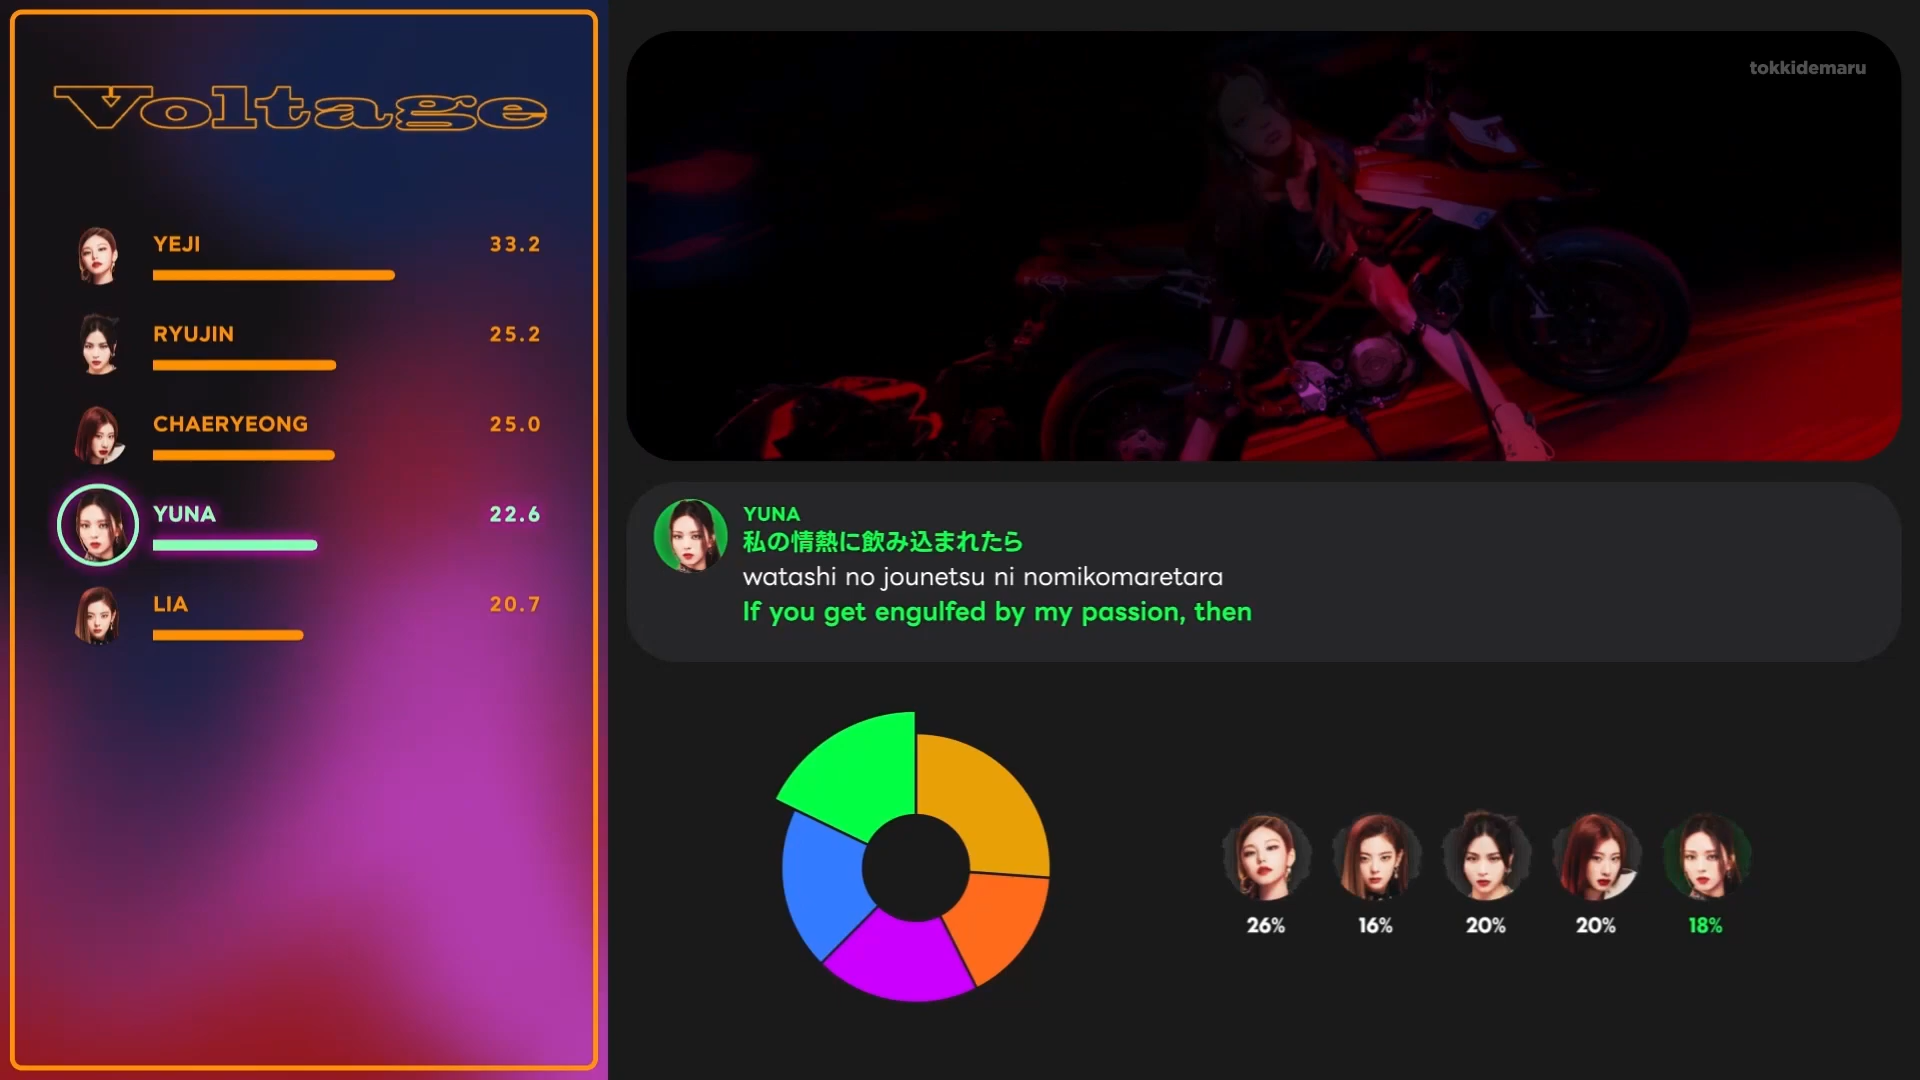 Voltage
YEJI 33.2
RYUJIN 25.2
CHAERYEONG 25.0
YUNA 22.6
LIA 20.7
tokkidemaru
YUNA
私の情熱に飲み込まれたら
watashi no jounetsu ni nomikomaretara
If you get engulfed by my passion, then
26% 16% 20% 20% 18%